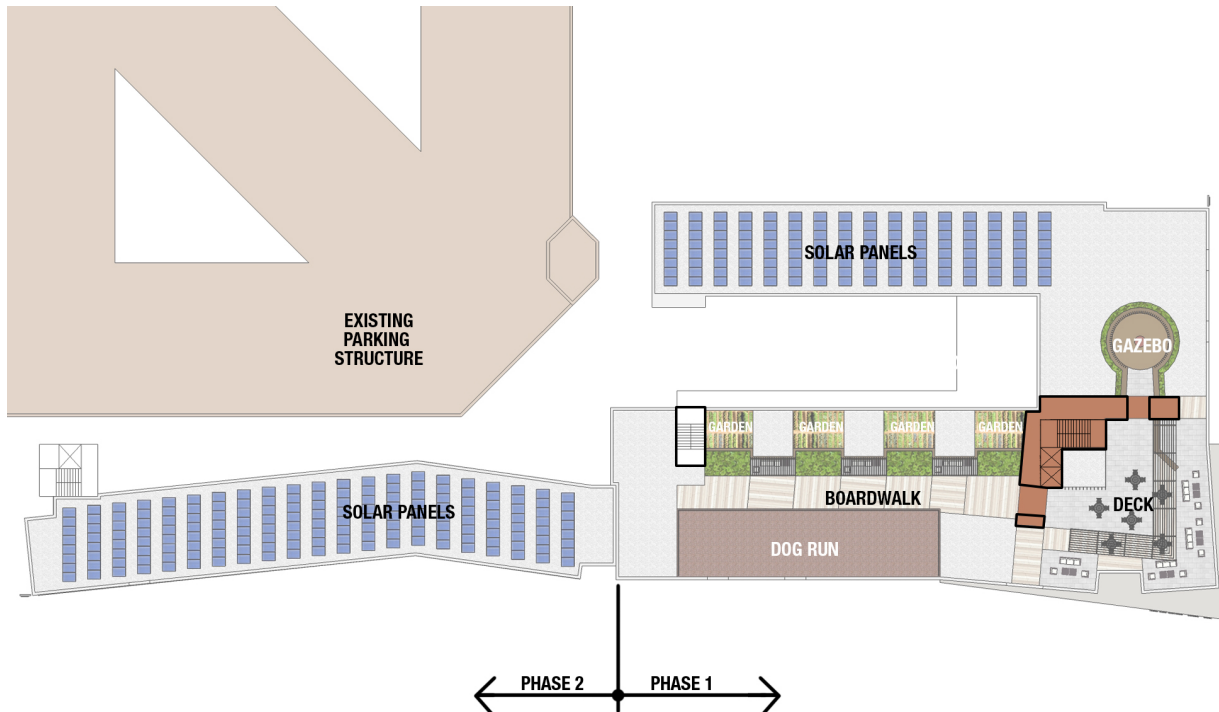 SOLAR PANELS
EXISTING
PARKING
STRUCTURE
GAZEBO
GARDEN
GARDEN
GARDEN
GARDEN
BOARDWALK
DECK
SOLAR PANELS
DOG RUN
PHASE 2
PHASE 1